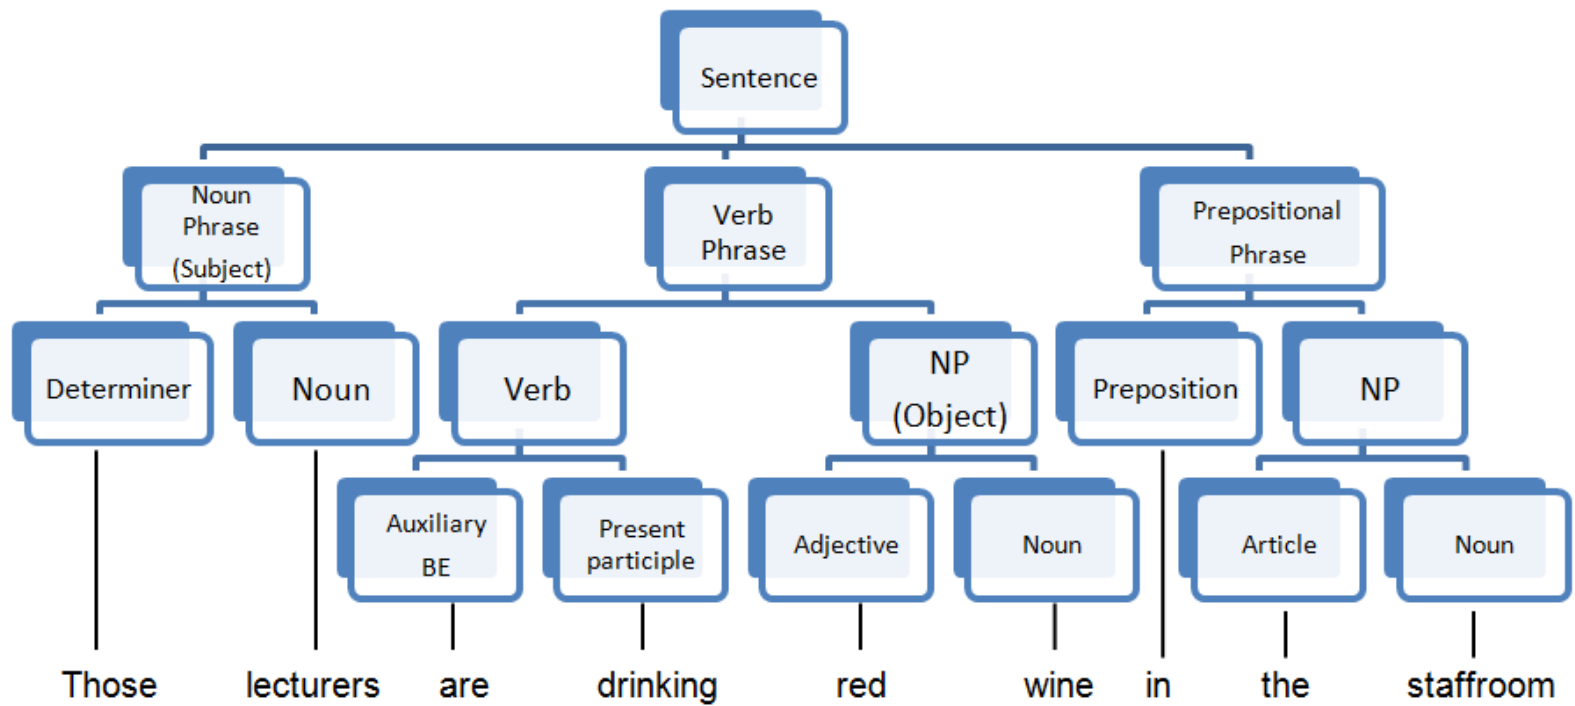 Sentence
Noun
Phrase
(Subject)
Verb
Phrase
Prepositional
Phrase
Determiner
Noun
Verb
NP
(Object)
Preposition
NP
Auxiliary
BE
Present
participle
Adjective
Noun
Article
Noun
Those lecturers are drinking red wine in the staffroom